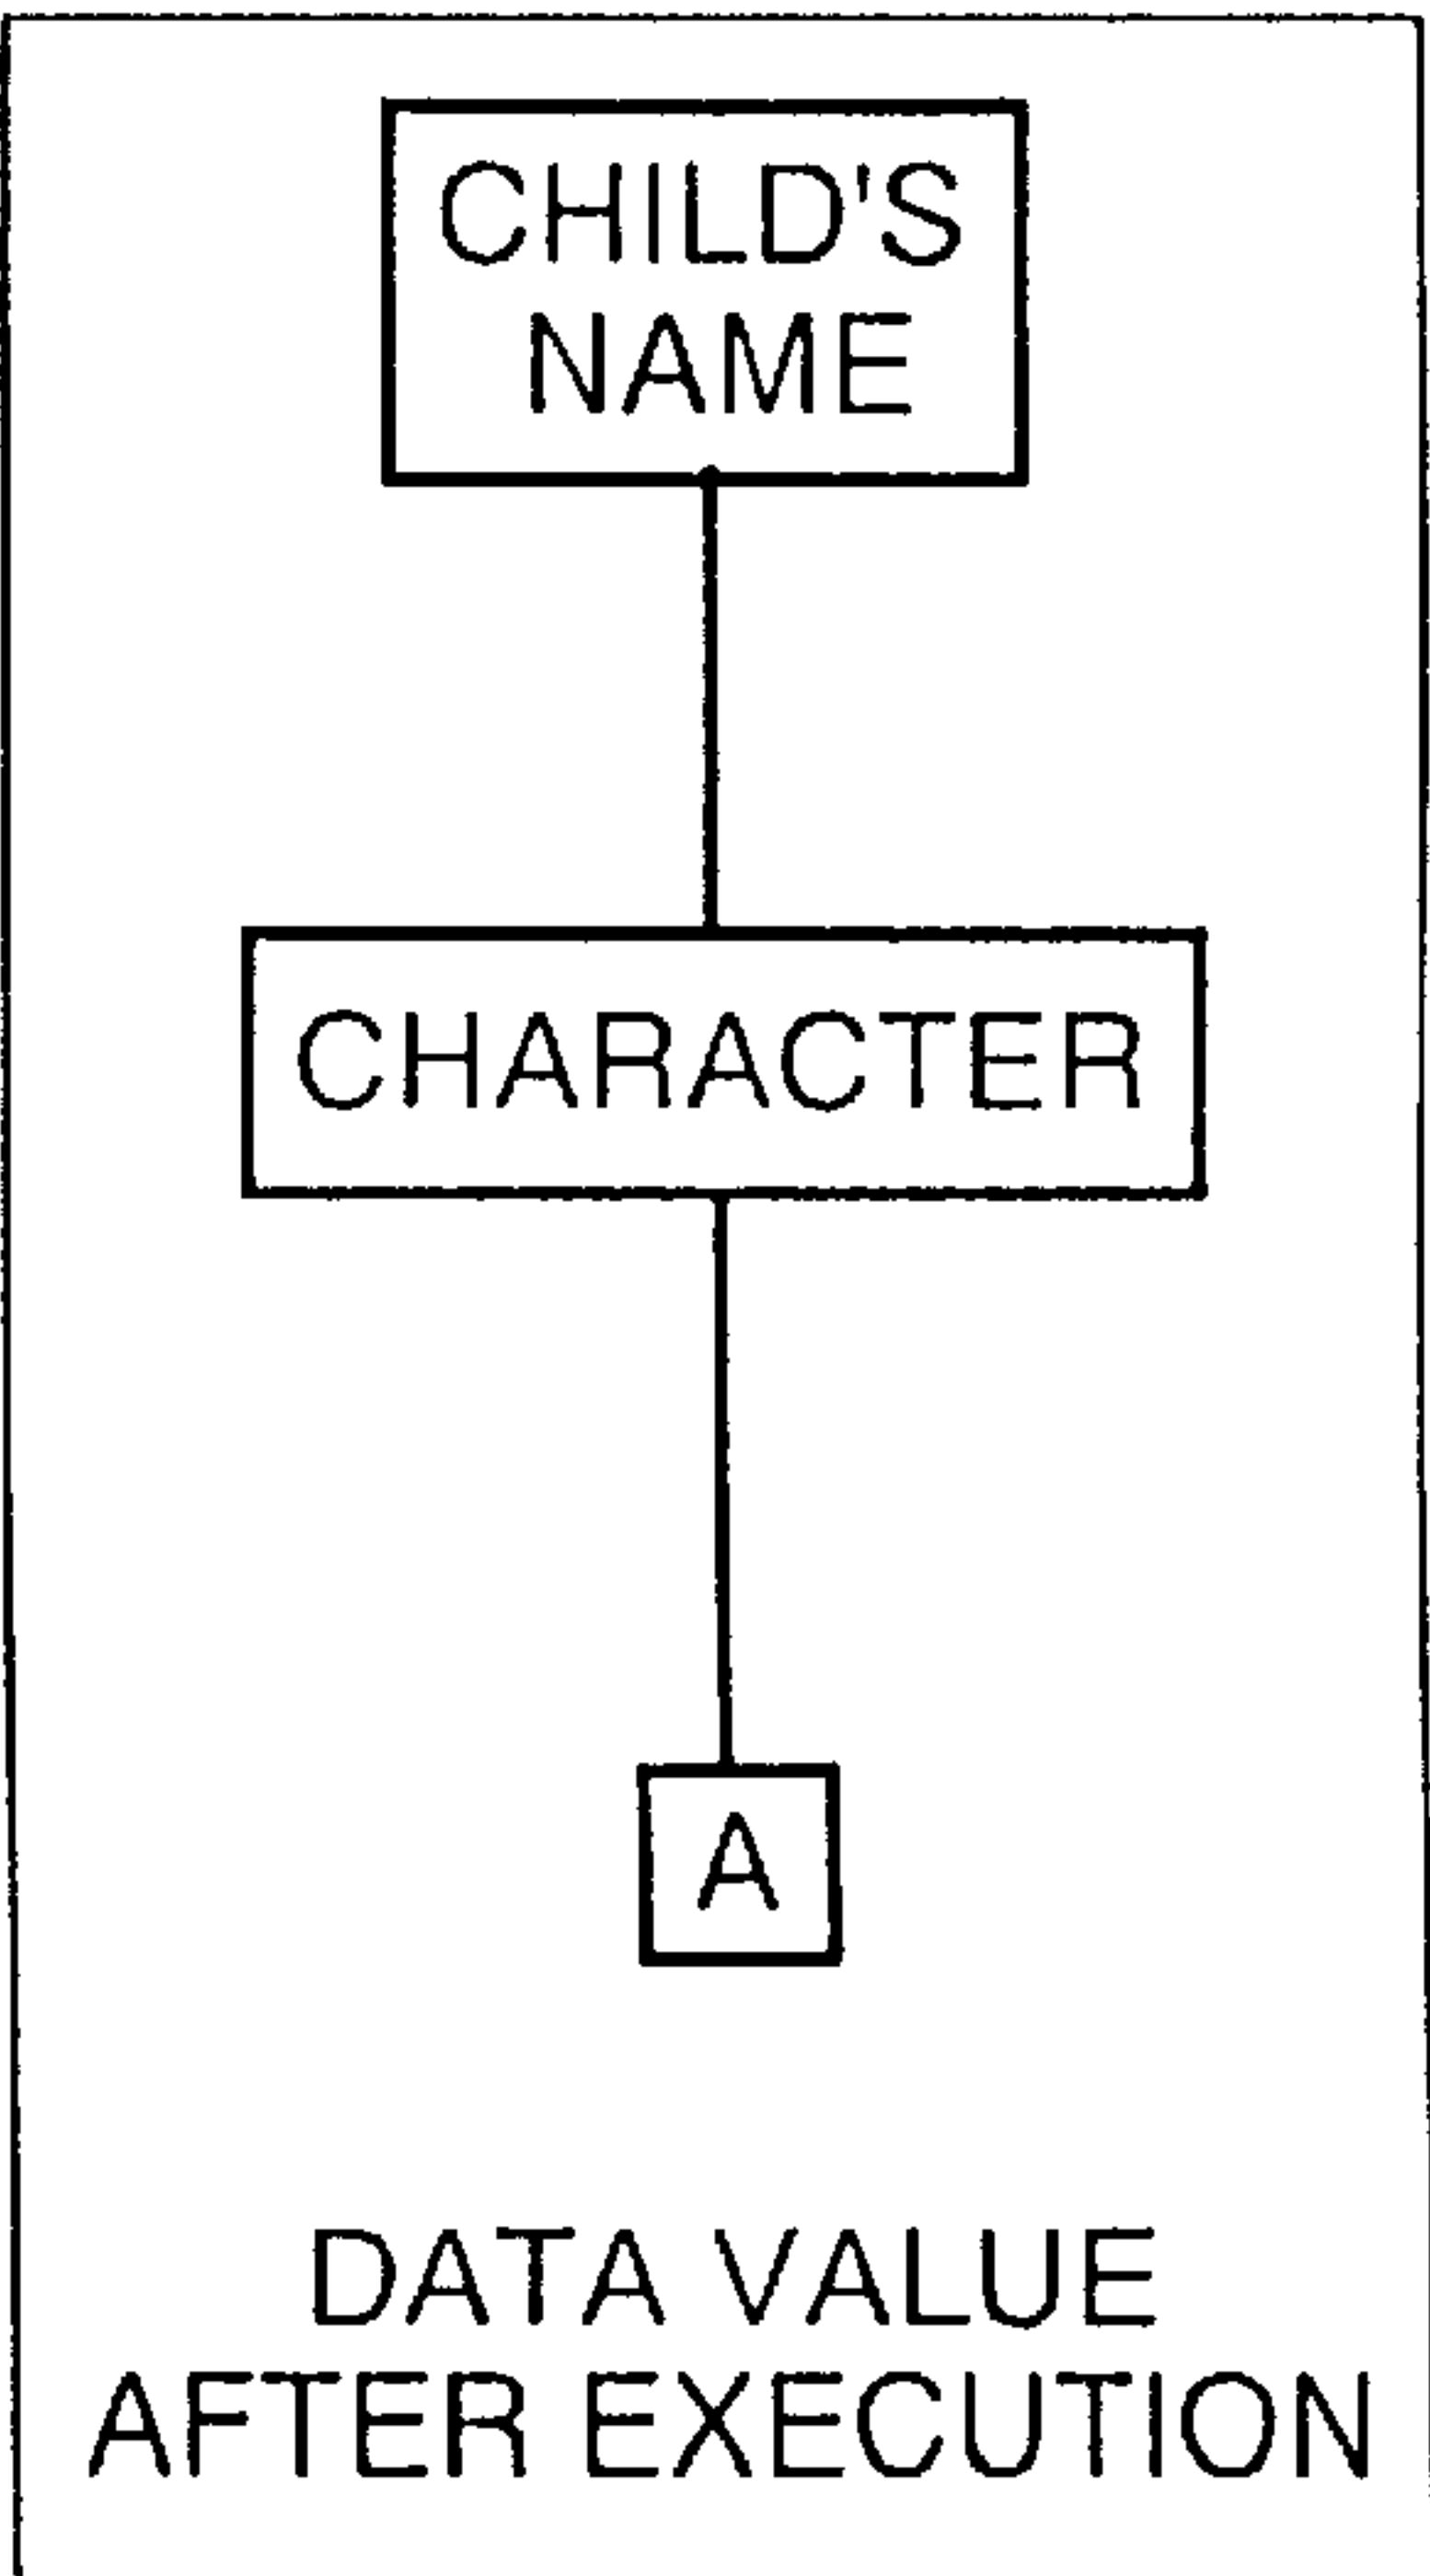 CHILD'S
NAME
CHARACTER
A
DATA VALUE
AFTER EXECUTION